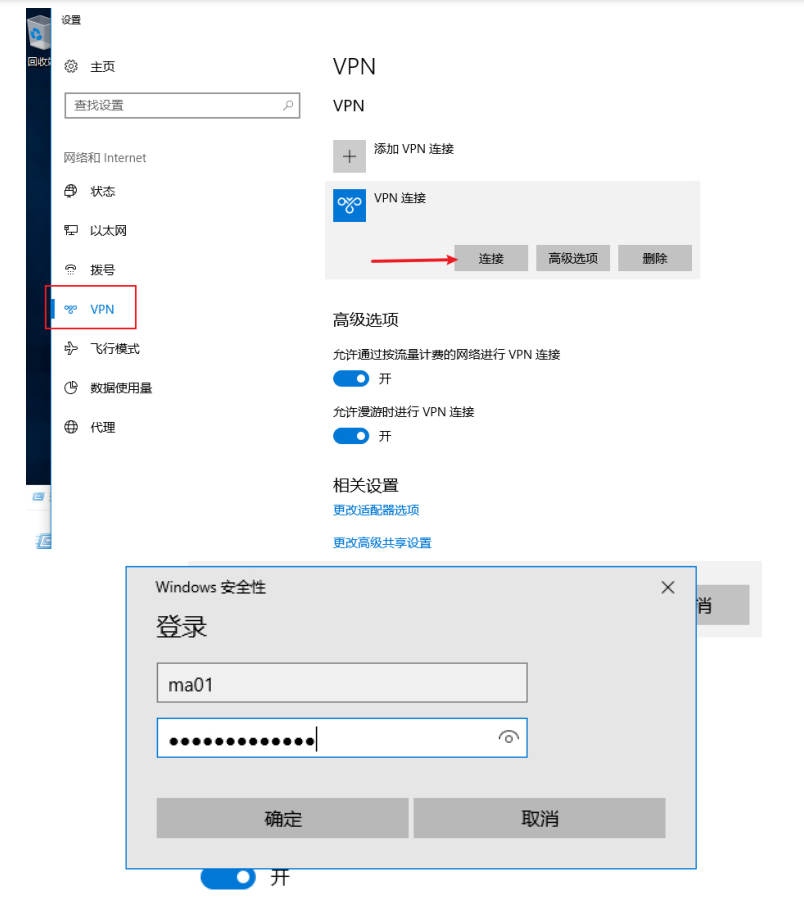 设置
回收
主页
查找设置
网络和 Internet
状态
以太网
拨号
VPN
飞行模式
数据使用量
代理
VPN
VPN
添加 VPN 连接
VPN 连接
连接
高级选项
删除
高级选项
允许通过按流量计费的网络进行 VPN 连接
开
允许漫游时进行 VPN 连接
开
相关设置
更改适配器选项
更改高级共享设置
消
Windows 安全性
登录
ma01
●●●●●●●●●●●●●
确定
取消
开